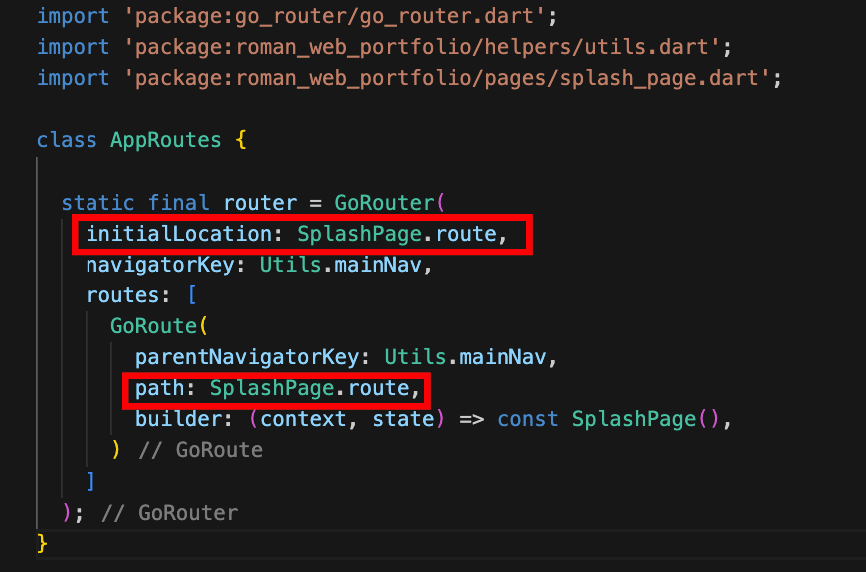 import 'package:go_router/go_router.dart';
import 'package:roman_web_portfolio/helpers/utils.dart';
import 'package:roman_web_portfolio/pages/splash_page.dart';
class AppRoutes {
static final router = GoRouter(
initialLocation: SplashPage.route,
navigatorKey: Utils.mainNav,
routes: [
GoRoute(
parentNavigatorKey: Utils.mainNav,
path: SplashPage.route,
builder: (context, state) => const SplashPage(),
) // GoRoute
]
); // GoRouter
}